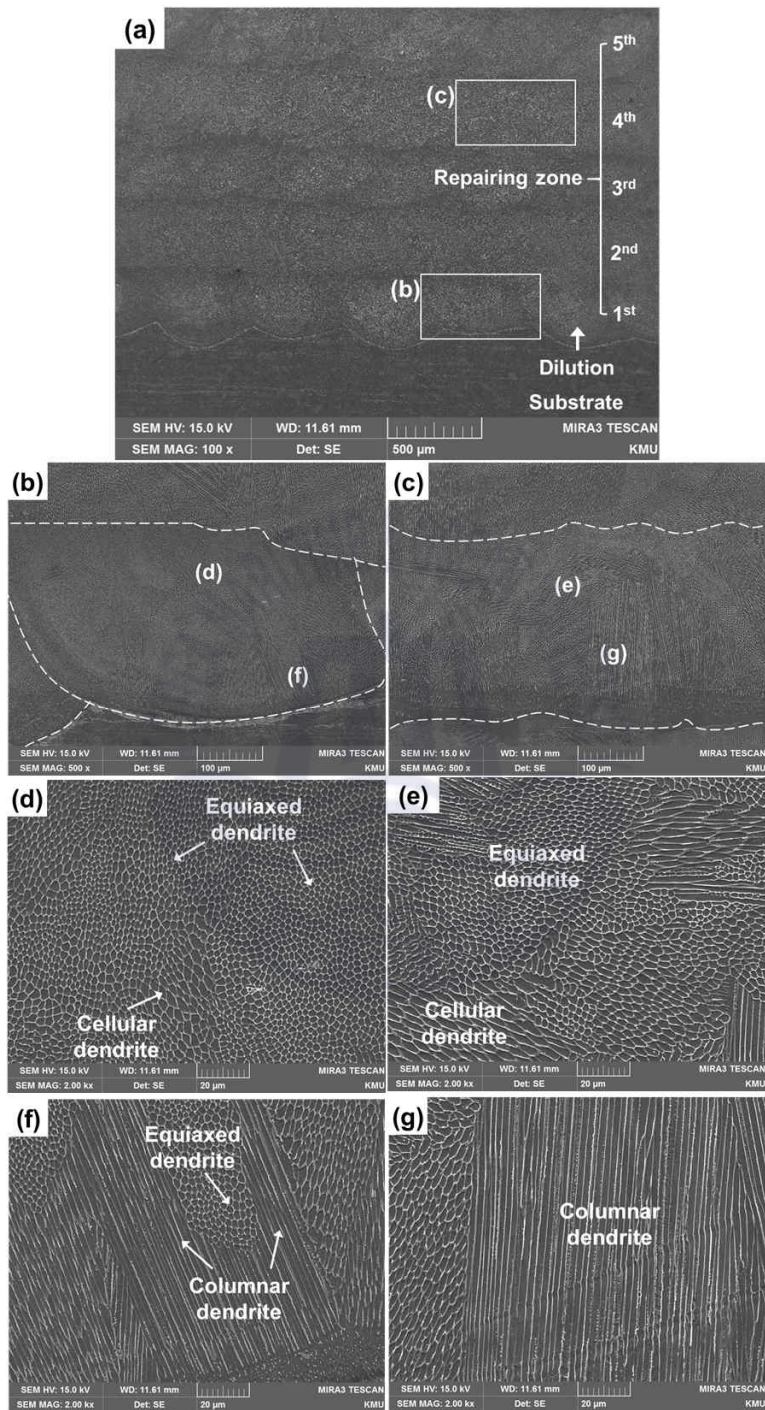 (a)
5th
(c)
4th
Repairing zone
3rd
2nd
(b)
1st
Dilution
Substrate
SEM HV: 15.0 kV WD: 11.61 mm MIRA3 TESCAN
SEM MAG: 100 x Det: SE 500 µm KMU
(b)
(d)
(f)
SEM HV: 15.0 kV WD: 11.61 mm MIRA3 TESCAN
SEM MAG: 500 x Det: SE 100 µm KMU
(c)
(e)
(g)
SEM HV: 15.0 kV WD: 11.61 mm MIRA3 TESCAN
SEM MAG: 500 x Det: SE 100 µm KMU
(d)
Equiaxed
dendrite
Cellular
dendrite
SEM HV: 15.0 kV WD: 11.61 mm MIRA3 TESCAN
SEM MAG: 2.00 kx Det: SE 20 µm KMU
(e)
Equiaxed
dendrite
Cellular
dendrite
SEM HV: 15.0 kV WD: 11.61 mm MIRA3 TESCAN
SEM MAG: 2.00 kx Det: SE 20 µm KMU
(f)
Equiaxed
dendrite
Columnar
dendrite
SEM HV: 15.0 kV WD: 11.61 mm MIRA3 TESCAN
SEM MAG: 2.00 kx Det: SE 20 µm KMU
(g)
Columnar
dendrite
SEM HV: 15.0 kV WD: 11.61 mm MIRA3 TESCAN
SEM MAG: 2.00 kx Det: SE 20 µm KMU